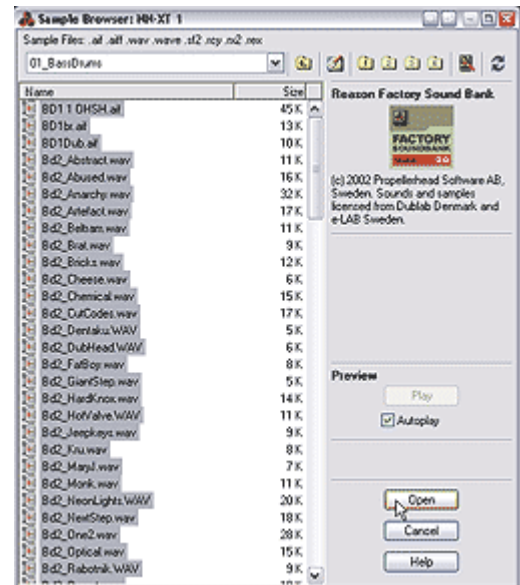 Sample Browser: NN-XT 1
Sample Files: .aif .aiff .wav .wave .sf2 .rcy .rx2 .rex
01_BassDrums
Name Size
BD1 1 OHSH.aif 45 K
BD1br.aif 13 K
BD1Dub.aif 10 K
Bd2_Abstract.wav 11 K
Bd2_Abused.wav 16 K
Bd2_Anarchy.wav 32 K
Bd2_Artefact.wav 17 K
Bd2_Beltram.wav 11 K
Bd2_Brat.wav 9 K
Bd2_Bricks.wav 12 K
Bd2_Cheese.wav 6 K
Bd2_Chemical.wav 15 K
Bd2_CutCodes.wav 17 K
Bd2_Dentaku.WAV 5 K
Bd2_DubHead.WAV 6 K
Bd2_FatBoy.wav 8 K
Bd2_GiantStep.wav 5 K
Bd2_HardKnox.wav 14 K
Bd2_HotValve.WAV 11 K
Bd2_Jeepkeys.wav 9 K
Bd2_Kru.wav 8 K
Bd2_MaryJ.wav 7 K
Bd2_Monk.wav 11 K
Bd2_NeonLights.WAV 20 K
Bd2_NextStep.wav 18 K
Bd2_One2.wav 28 K
Bd2_Optical.wav 15 K
Bd2_Rabotnik.WAV 9 K
Reason Factory Sound Bank
FACTORY
SOUNDBANK
(c) 2002 Propellerhead Software AB,
Sweden. Sounds and samples
licensed from Dublab Denmark and
e-LAB Sweden.
Preview
Play
Autoplay
Open
Cancel
Help